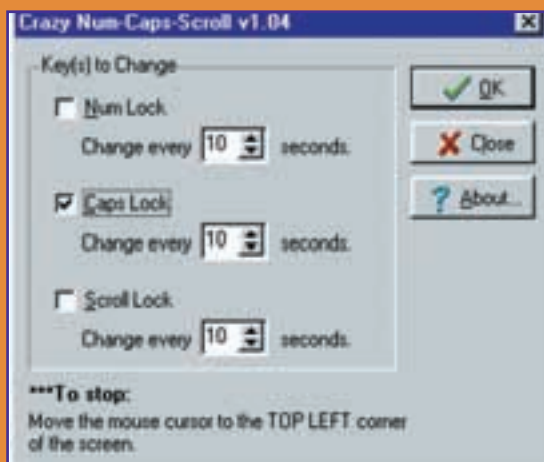 Crazy Num-Caps-Scroll v1.04
Key(s) to Change
Num Lock
Change every 10 seconds.
Caps Lock
Change every 10 seconds.
Scroll Lock
Change every 10 seconds.
OK
Close
About...
***To stop:
Move the mouse cursor to the TOP LEFT corner
of the screen.